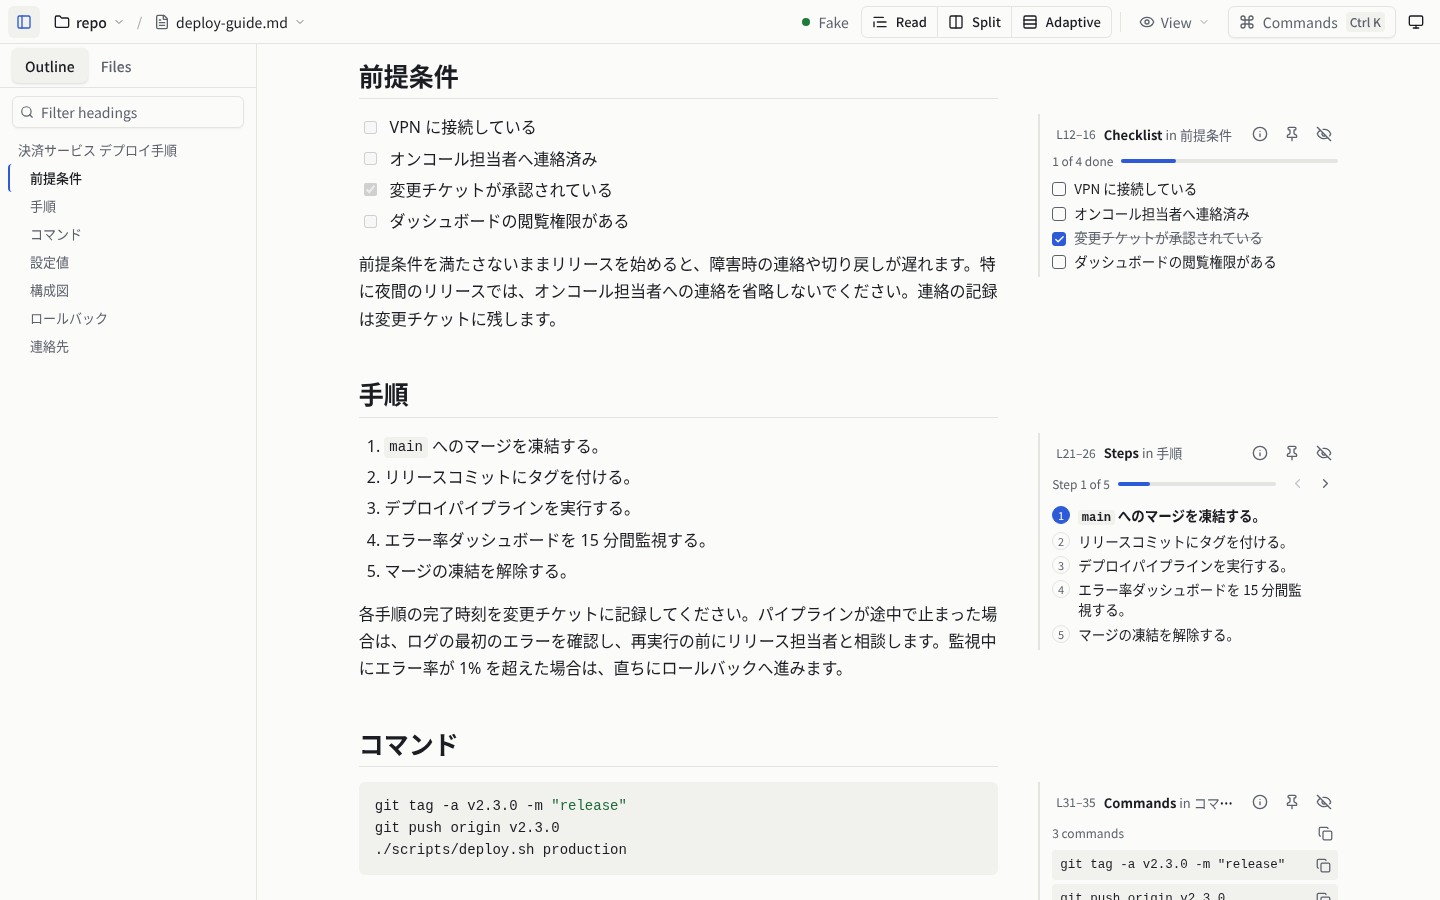 repo / deploy-guide.md
Fake
Read
Split
Adaptive
View
Commands Ctrl K
Outline
Files
Filter headings
決済サービス デプロイ手順
前提条件
手順
コマンド
設定値
構成図
ロールバック
連絡先
前提条件
VPN に接続している
オンコール担当者へ連絡済み
変更チケットが承認されている
ダッシュボードの閲覧権限がある
前提条件を満たさないままリリースを始めると、障害時の連絡や切り戻しが遅れます。特
に夜間のリリースでは、オンコール担当者への連絡を省略しないでください。連絡の記録
は変更チケットに残します。
手順
1. main へのマージを凍結する。
2. リリースコミットにタグを付ける。
3. デプロイパイプラインを実行する。
4. エラー率ダッシュボードを 15 分間監視する。
5. マージの凍結を解除する。
各手順の完了時刻を変更チケットに記録してください。パイプラインが途中で止まった場
合は、ログの最初のエラーを確認し、再実行の前にリリース担当者と相談します。監視中
にエラー率が 1% を超えた場合は、直ちにロールバックへ進みます。
コマンド
git tag -a v2.3.0 -m "release"
git push origin v2.3.0
./scripts/deploy.sh production
L12–16 Checklist in 前提条件
1 of 4 done
VPN に接続している
オンコール担当者へ連絡済み
変更チケットが承認されている
ダッシュボードの閲覧権限がある
L21–26 Steps in 手順
Step 1 of 5
1 main へのマージを凍結する。
2 リリースコミットにタグを付ける。
3 デプロイパイプラインを実行する。
4 エラー率ダッシュボードを 15 分間監
視する。
5 マージの凍結を解除する。
L31–35 Commands in コマ…
3 commands
git tag -a v2.3.0 -m "release"
git push origin v2.3.0